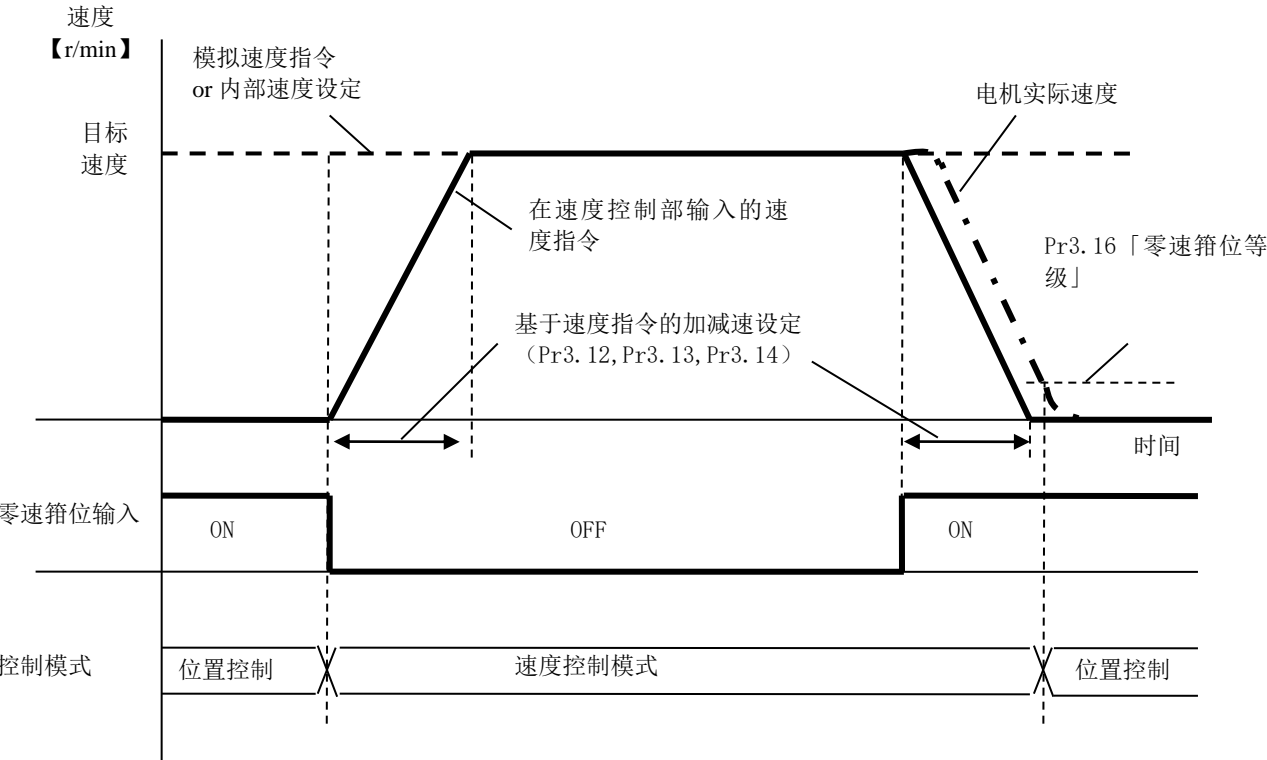 速度
【r/min】
模拟速度指令
or 内部速度设定
电机实际速度
目标
速度
在速度控制部输入的速
度指令
Pr3.16「零速箝位等
级」
基于速度指令的加减速设定
（Pr3.12,Pr3.13,Pr3.14）
时间
零速箝位输入
ON
OFF
ON
控制模式
位置控制
速度控制模式
位置控制